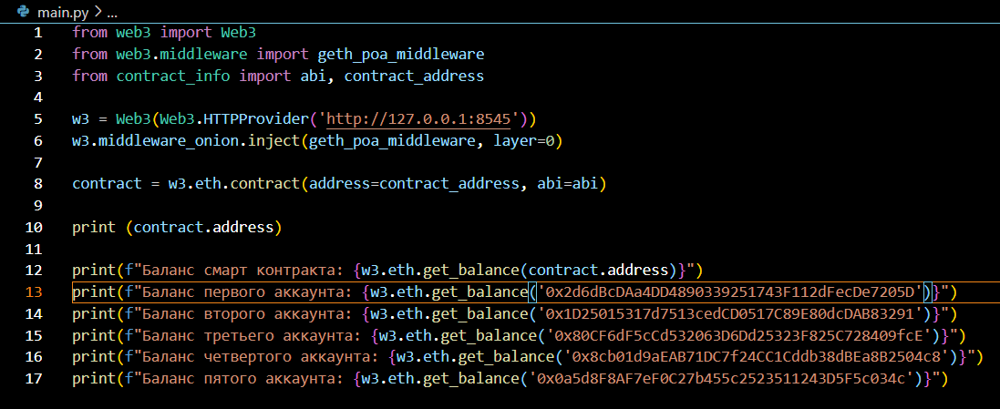 main.py > ...
1 from web3 import Web3
2 from web3.middleware import geth_poa_middleware
3 from contract_info import abi, contract_address
4
5 w3 = Web3(Web3.HTTPProvider('http://127.0.0.1:8545'))
6 w3.middleware_onion.inject(geth_poa_middleware, layer=0)
7
8 contract = w3.eth.contract(address=contract_address, abi=abi)
9
10 print (contract.address)
11
12 print(f"Баланс смарт контракта: {w3.eth.get_balance(contract.address)}")
13 print(f"Баланс первого аккаунта: {w3.eth.get_balance('0x2d6dBcDAa4DD4890339251743F112dFecDe7205D')}")
14 print(f"Баланс второго аккаунта: {w3.eth.get_balance('0x1D25015317d7513cedCD0517C89E80dcDAB83291')}")
15 print(f"Баланс третьего аккаунта: {w3.eth.get_balance('0x80CF6dF5cCd532063D6Dd25323F825C728409fcE')}")
16 print(f"Баланс четвертого аккаунта: {w3.eth.get_balance('0x8cb01d9aEAB71DC7f24CC1Cddb38dBEa8B2504c8')}")
17 print(f"Баланс пятого аккаунта: {w3.eth.get_balance('0x0a5d8F8AF7eF0C27b455c2523511243D5F5c034c')}")